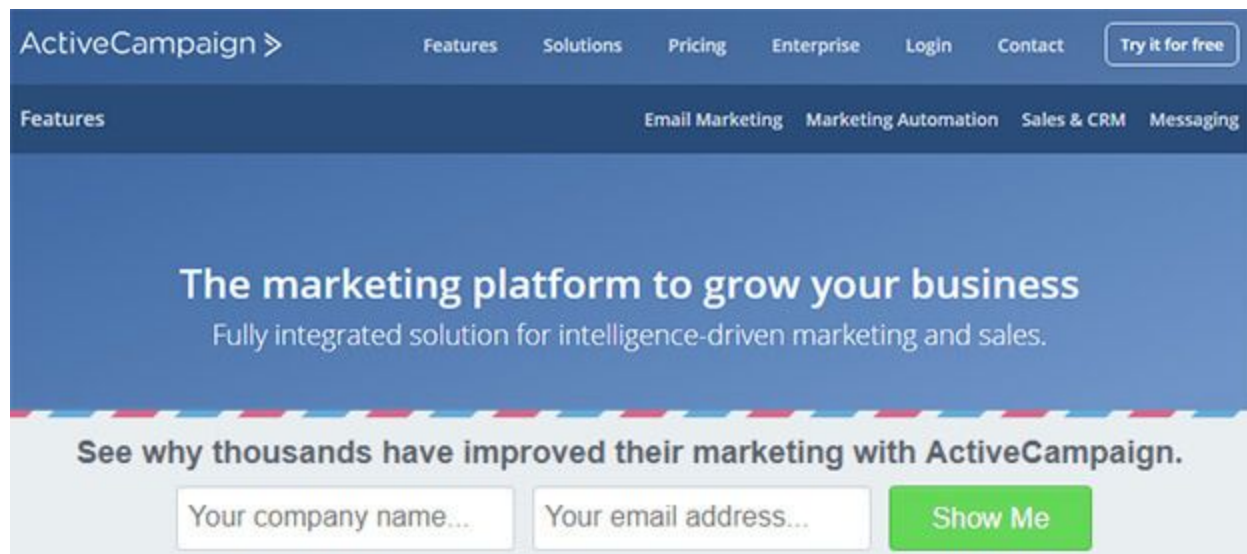 ActiveCampaign > Features Solutions Pricing Enterprise Login Contact Try it for free
Features Email Marketing Marketing Automation Sales & CRM Messaging
The marketing platform to grow your business
Fully integrated solution for intelligence-driven marketing and sales.
See why thousands have improved their marketing with ActiveCampaign.
Your company name... Your email address... Show Me